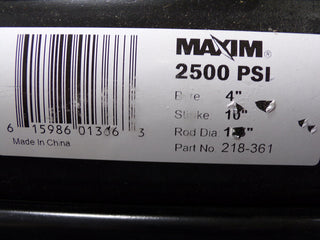 MAXIM®
2500 PSI
Bore: 4"
Stroke: 10"
Rod Dia:
Part No 218-361
6 15986 01306 3
Made In China